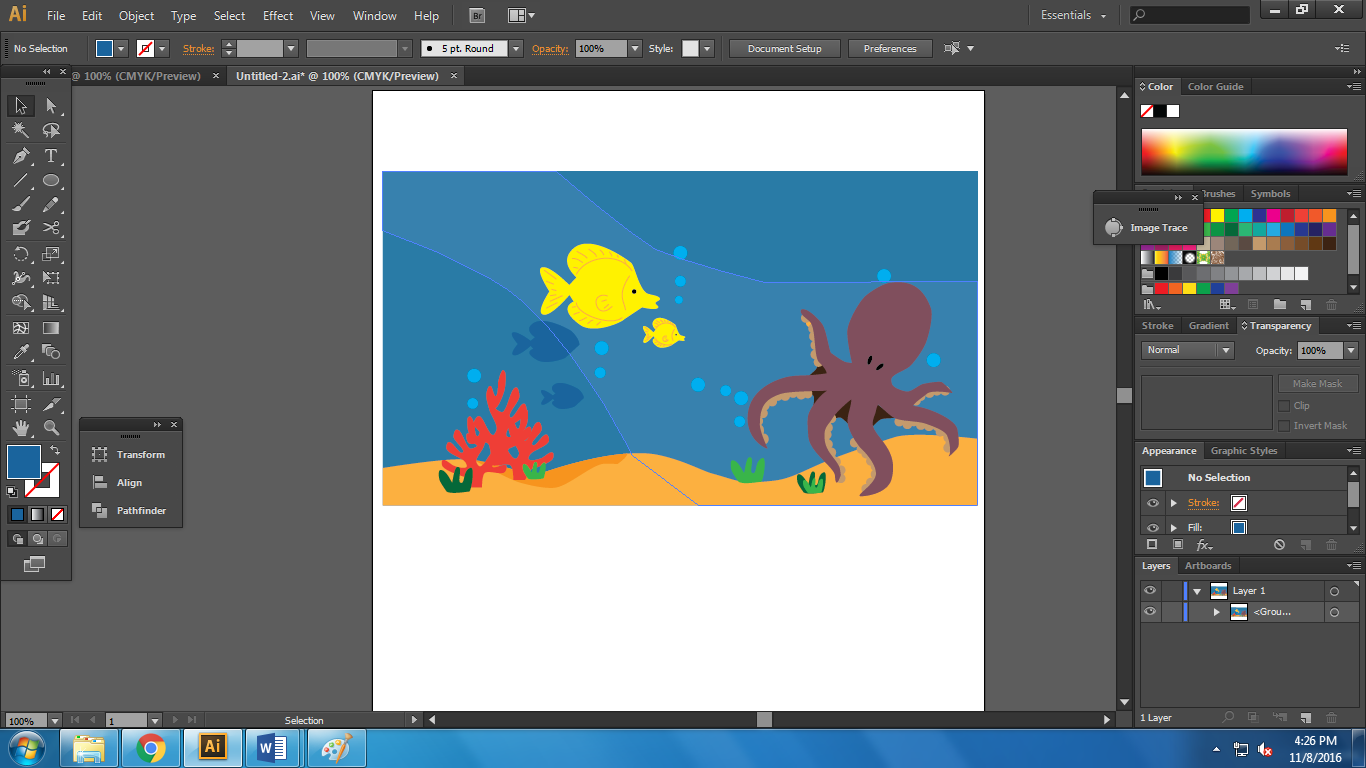 Ai File Edit Object Type Select Effect View Window Help Br Essentials
No Selection Stroke: 5 pt. Round Opacity: 100% Style: Document Setup Preferences
@ 100% (CMYK/Preview) × Untitled-2.ai* @ 100% (CMYK/Preview) ×
Color Color Guide
Brushes Symbols
Image Trace
Stroke Gradient Transparency
Normal Opacity: 100%
Make Mask
Clip
Invert Mask
Transform
Align
Pathfinder
Appearance Graphic Styles
No Selection
Stroke:
Fill:
fx
Layers Artboards
Layer 1
<Grou...
100% 1 Selection 1 Layer
Ai W 4:26 PM
11/8/2016